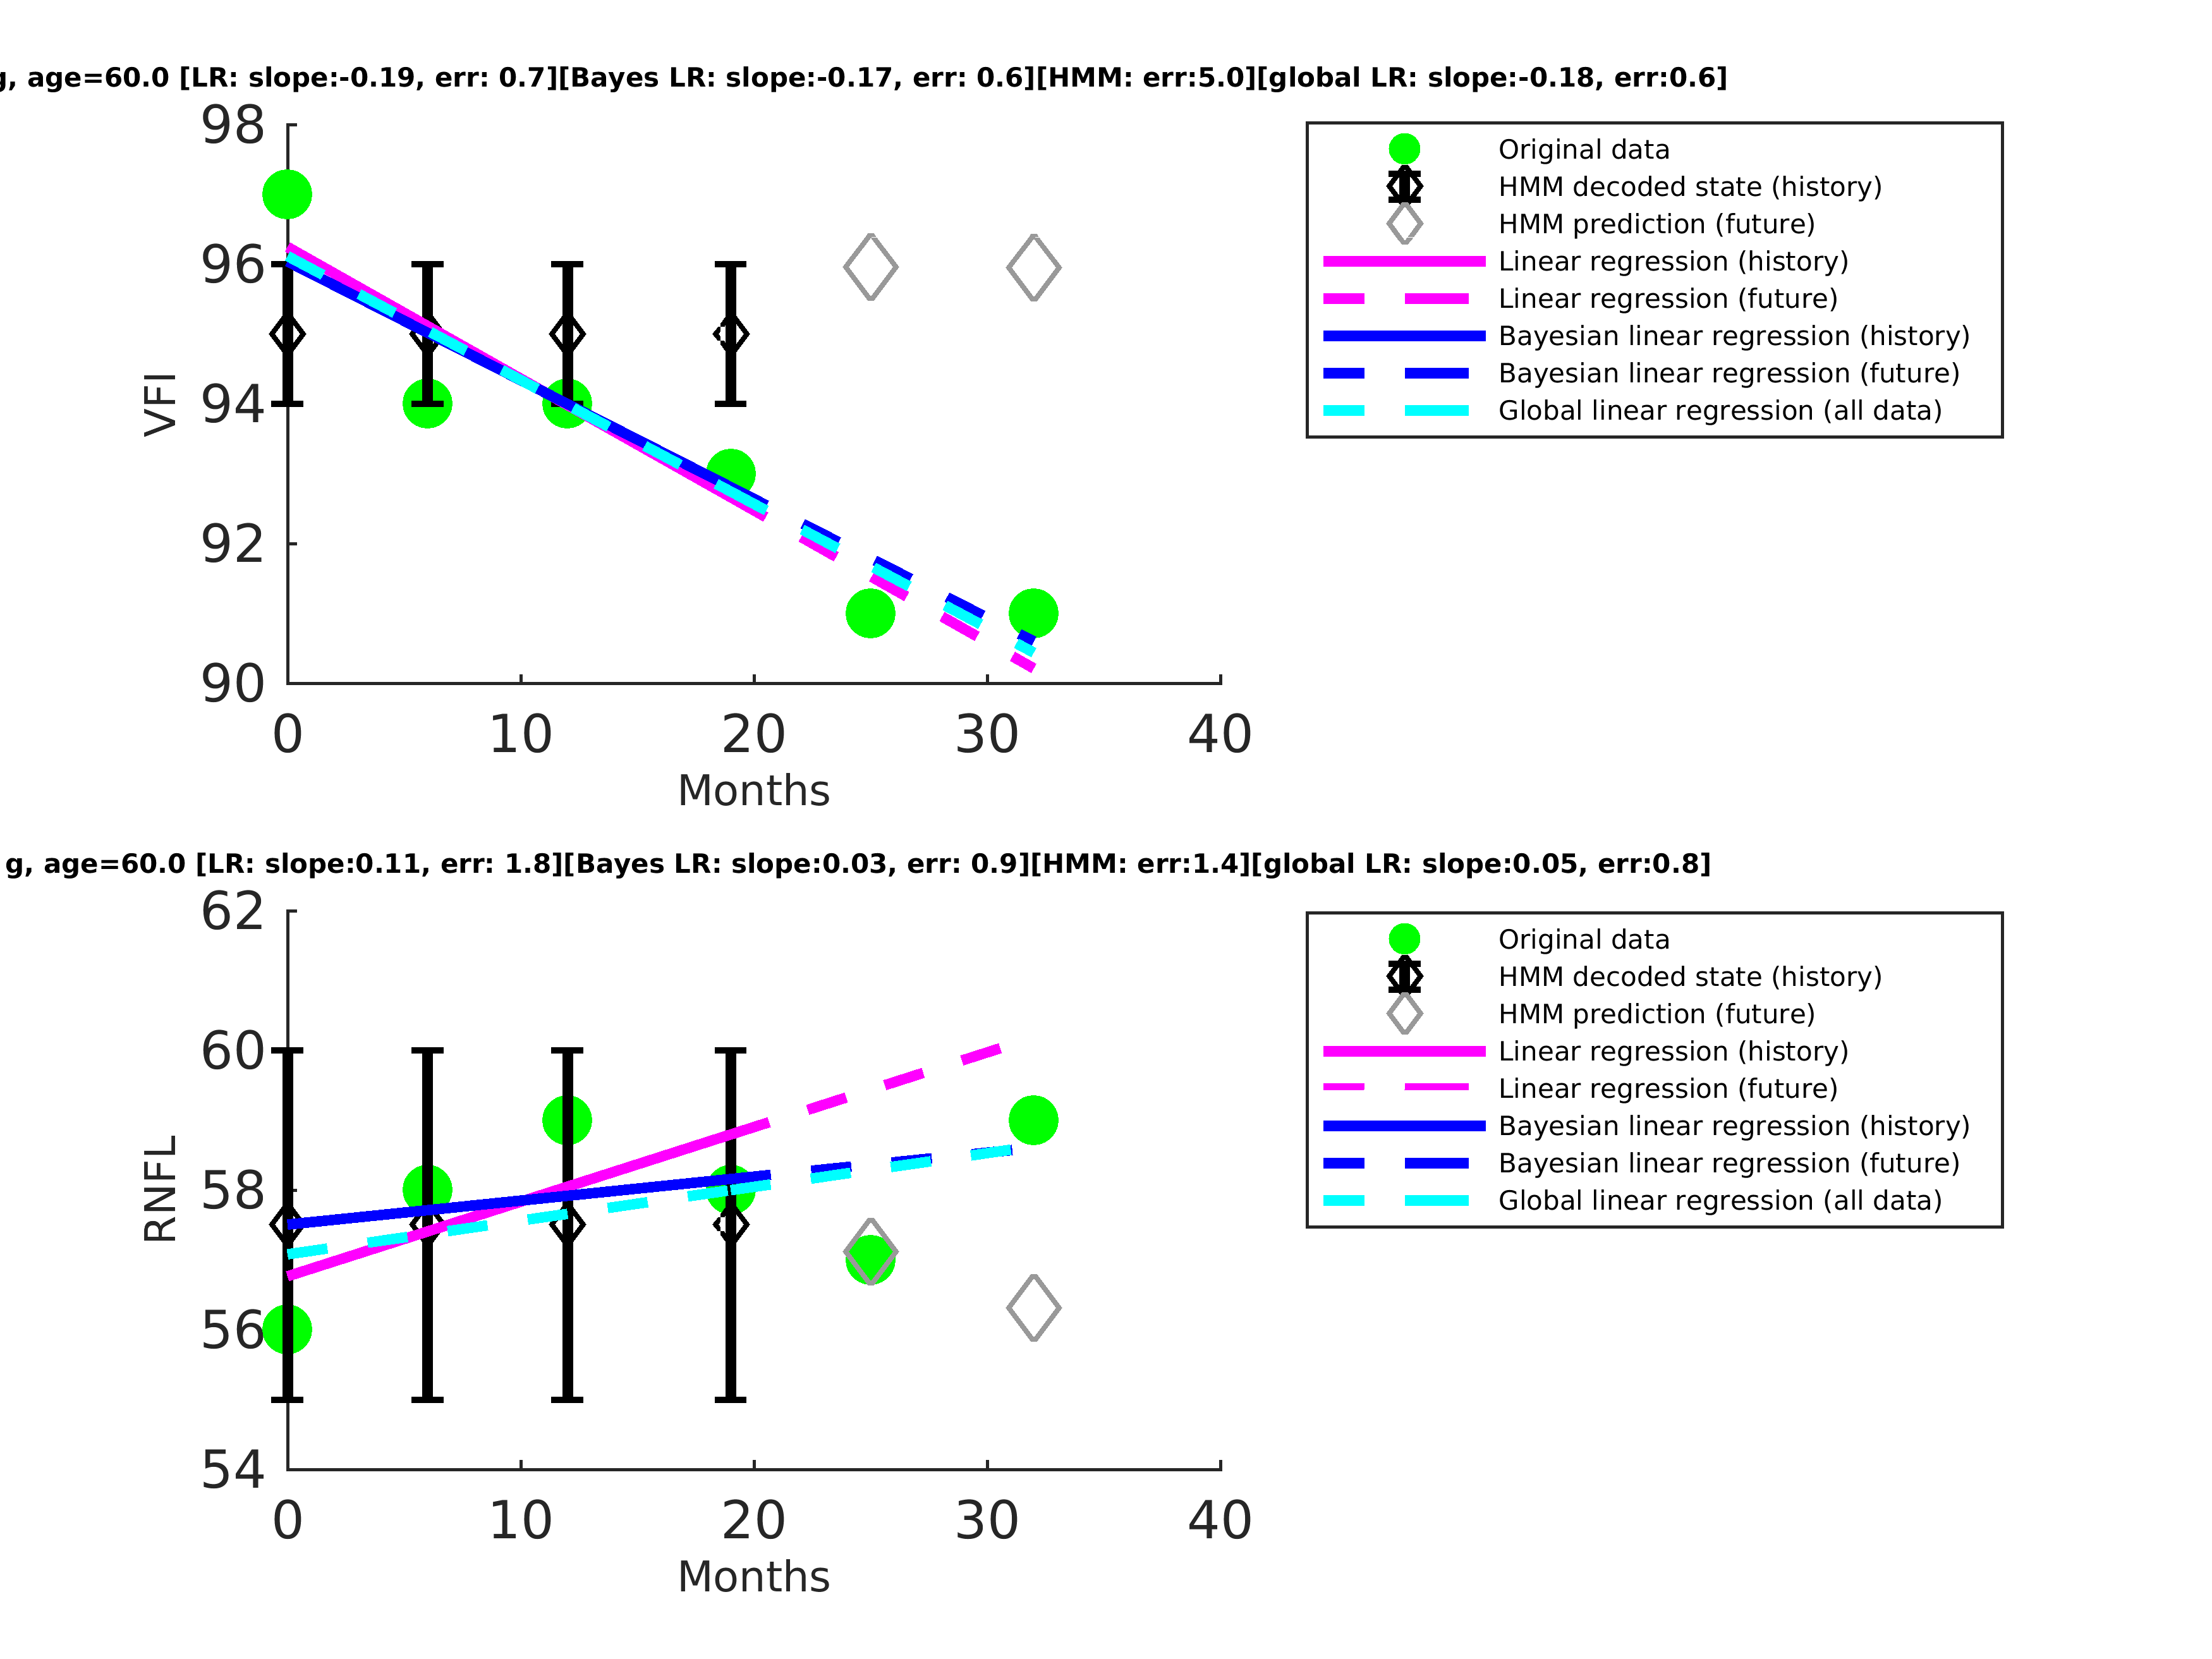 g, age=60.0 [LR: slope:-0.19, err: 0.7][Bayes LR: slope:-0.17, err: 0.6][HMM: err:5.0][global LR: slope:-0.18, err:0.6]
98
96
94
92
90
VFI
0 10 20 30 40
Months
Original data
HMM decoded state (history)
HMM prediction (future)
Linear regression (history)
Linear regression (future)
Bayesian linear regression (history)
Bayesian linear regression (future)
Global linear regression (all data)
g, age=60.0 [LR: slope:0.11, err: 1.8][Bayes LR: slope:0.03, err: 0.9][HMM: err:1.4][global LR: slope:0.05, err:0.8]
62
60
58
56
54
RNFL
0 10 20 30 40
Months
Original data
HMM decoded state (history)
HMM prediction (future)
Linear regression (history)
Linear regression (future)
Bayesian linear regression (history)
Bayesian linear regression (future)
Global linear regression (all data)